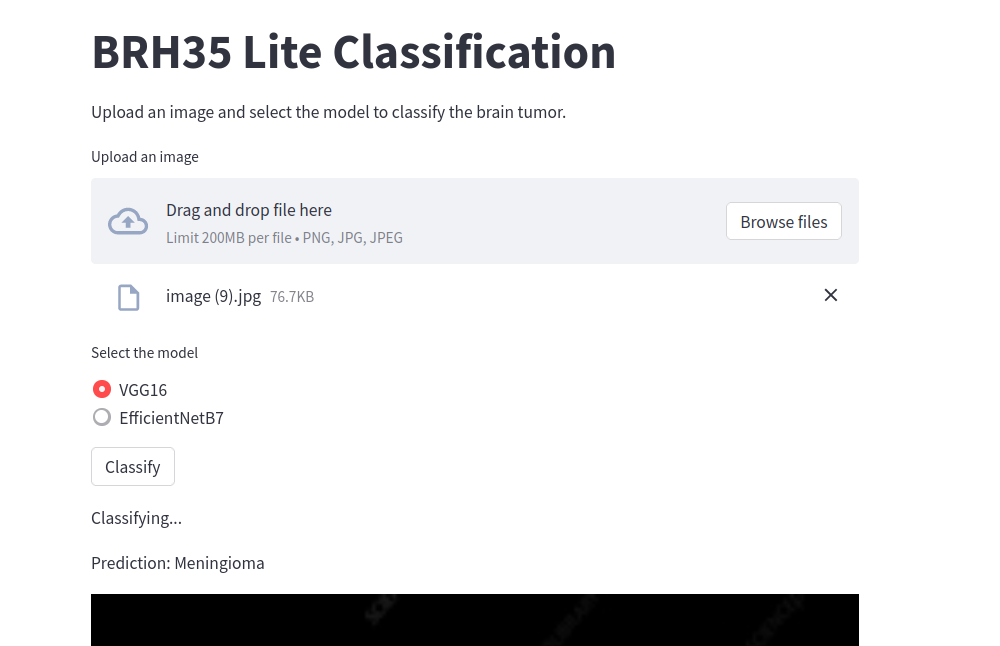 BRH35 Lite Classification
Upload an image and select the model to classify the brain tumor.
Upload an image
Drag and drop file here
Limit 200MB per file • PNG, JPG, JPEG
Browse files
image (9).jpg 76.7KB
Select the model
VGG16
EfficientNetB7
Classify
Classifying...
Prediction: Meningioma